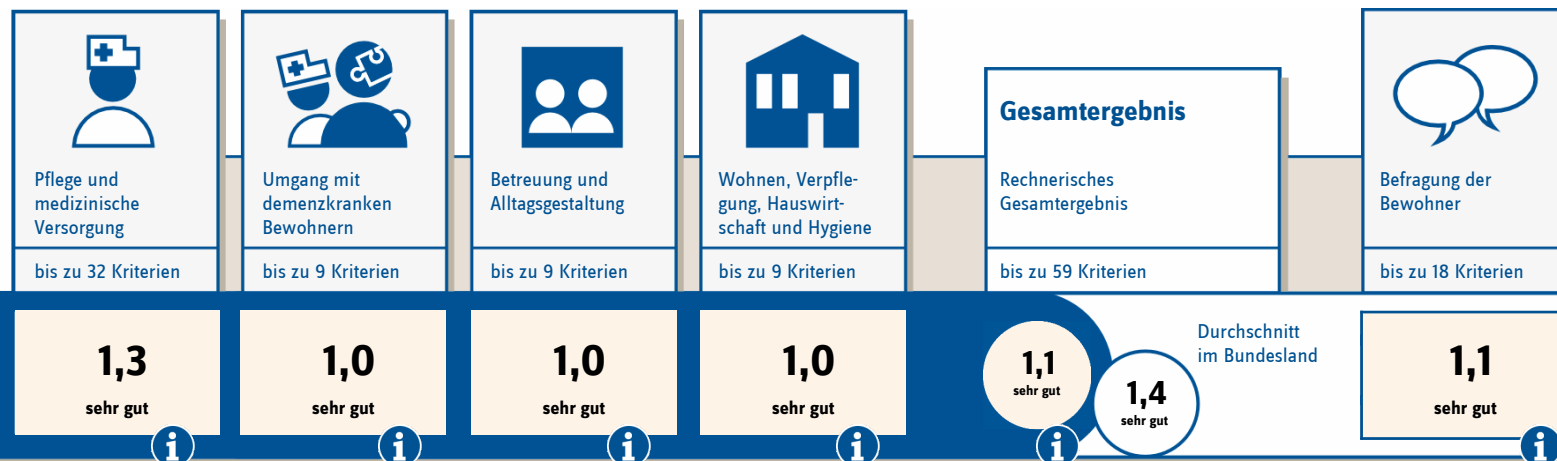 Pflege und
medizinische
Versorgung
bis zu 32 Kriterien
1,3
sehr gut
i
Umgang mit
demenzkranken
Bewohnern
bis zu 9 Kriterien
1,0
sehr gut
i
Betreuung und
Alltagsgestaltung
bis zu 9 Kriterien
1,0
sehr gut
i
Wohnen, Verpfle-
gung, Hauswirt-
schaft und Hygiene
bis zu 9 Kriterien
1,0
sehr gut
i
Gesamtergebnis
Rechnerisches
Gesamtergebnis
bis zu 59 Kriterien
1,1
sehr gut
i
Durchschnitt
im Bundesland
1,4
sehr gut
Befragung der
Bewohner
bis zu 18 Kriterien
1,1
sehr gut
i